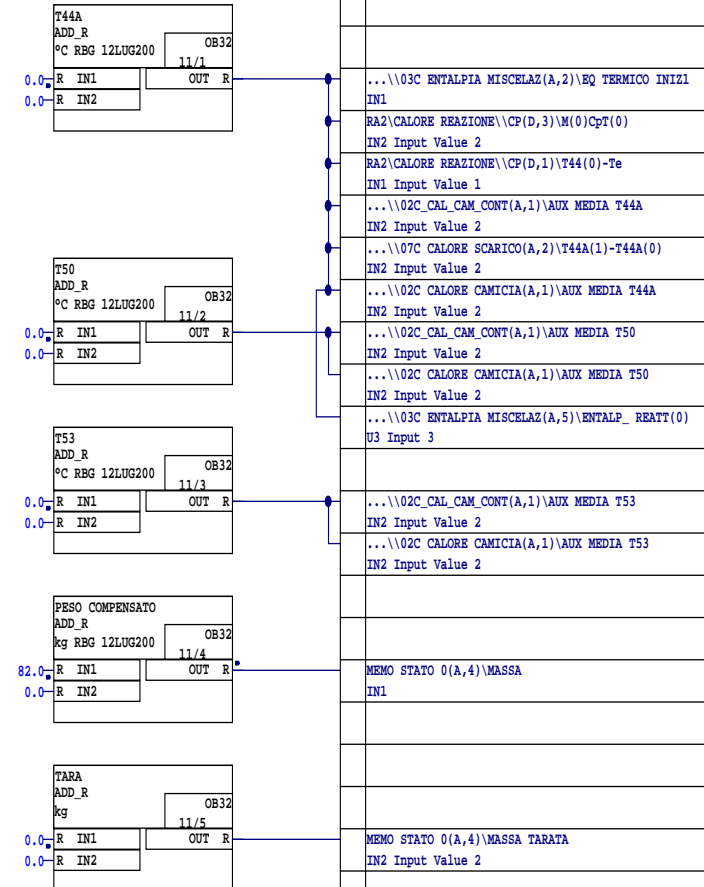 T44A
ADD_R
°C RBG 12LUG200
OB32
11/1
0.0 R IN1 OUT R
0.0 R IN2
...\\03C ENTALPIA MISCELAZ(A,2)\EQ TERMICO INIZ1
IN1
RA2\CALORE REAZIONE\\CP(D,3)\M(0)CpT(0)
IN2 Input Value 2
RA2\CALORE REAZIONE\\CP(D,1)\T44(0)-Te
IN1 Input Value 1
...\\02C_CAL_CAM_CONT(A,1)\AUX MEDIA T44A
IN2 Input Value 2
...\\07C CALORE SCARICO(A,2)\T44A(1)-T44A(0)
IN2 Input Value 2
T50
ADD_R
°C RBG 12LUG200
OB32
11/2
0.0 R IN1 OUT R
0.0 R IN2
...\\02C CALORE CAMICIA(A,1)\AUX MEDIA T44A
IN2 Input Value 2
...\\02C_CAL_CAM_CONT(A,1)\AUX MEDIA T50
IN2 Input Value 2
...\\02C CALORE CAMICIA(A,1)\AUX MEDIA T50
IN2 Input Value 2
...\\03C ENTALPIA MISCELAZ(A,5)\ENTALP_ REATT(0)
U3 Input 3
T53
ADD_R
°C RBG 12LUG200
OB32
11/3
0.0 R IN1 OUT R
0.0 R IN2
...\\02C_CAL_CAM_CONT(A,1)\AUX MEDIA T53
IN2 Input Value 2
...\\02C CALORE CAMICIA(A,1)\AUX MEDIA T53
IN2 Input Value 2
PESO COMPENSATO
ADD_R
kg RBG 12LUG200
OB32
11/4
82.0 R IN1 OUT R
0.0 R IN2
MEMO STATO 0(A,4)\MASSA
IN1
TARA
ADD_R
kg
OB32
11/5
0.0 R IN1 OUT R
0.0 R IN2
MEMO STATO 0(A,4)\MASSA TARATA
IN2 Input Value 2